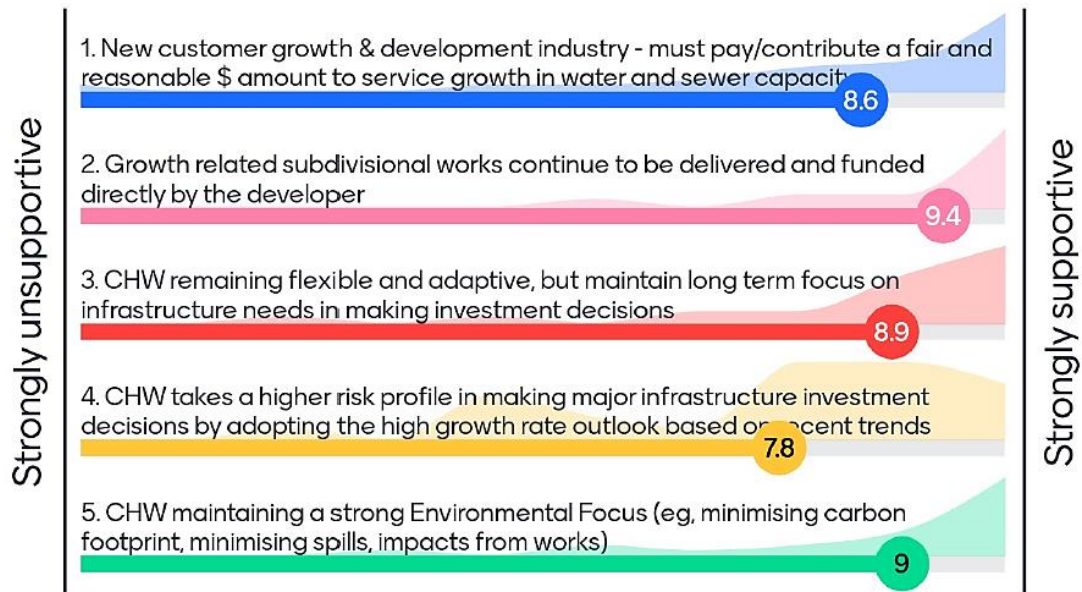 Strongly unsupportive
1. New customer growth & development industry - must pay/contribute a fair and
reasonable $ amount to service growth in water and sewer capacity
8.6
2. Growth related subdivisional works continue to be delivered and funded
directly by the developer
9.4
3. CHW remaining flexible and adaptive, but maintain long term focus on
infrastructure needs in making investment decisions
8.9
4. CHW takes a higher risk profile in making major infrastructure investment
decisions by adopting the high growth rate outlook based on recent trends
7.8
5. CHW maintaining a strong Environmental Focus (eg, minimising carbon
footprint, minimising spills, impacts from works)
9
Strongly supportive